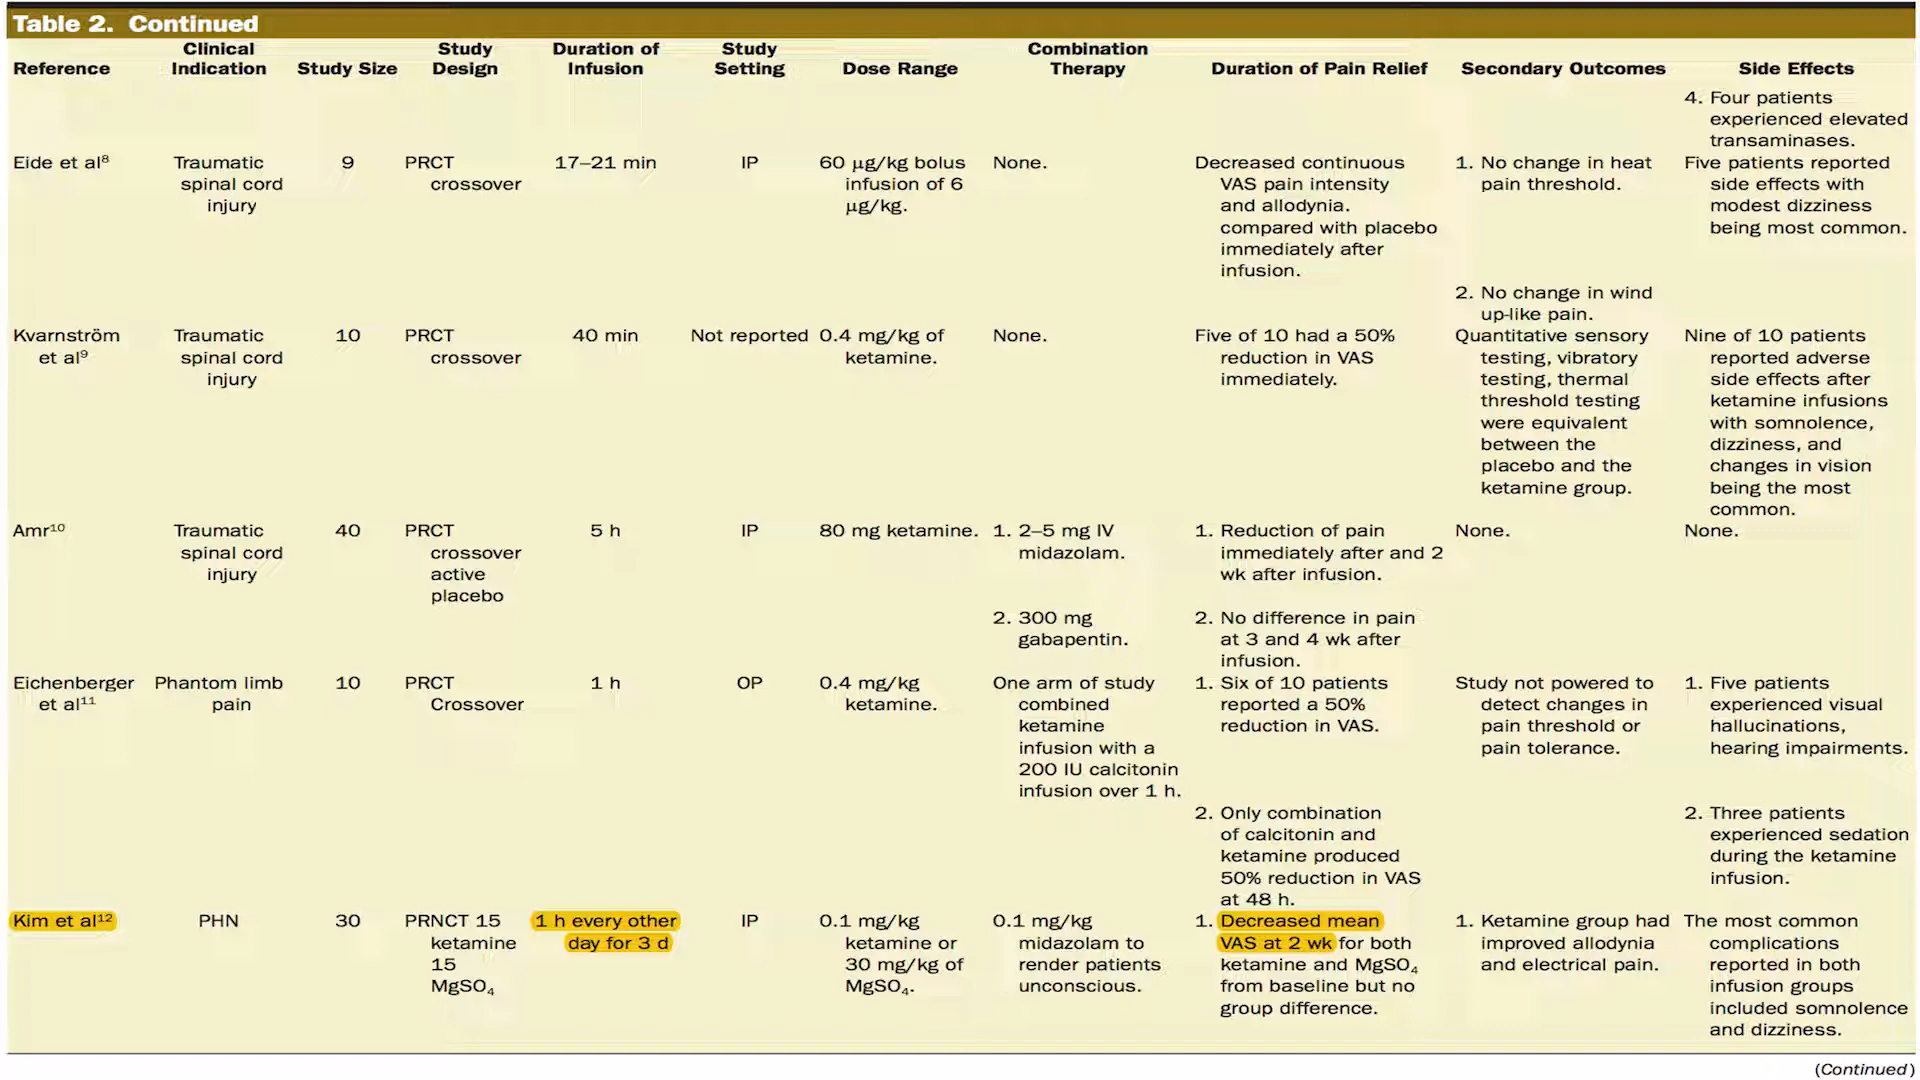 Table 2. Continued
Reference
Clinical
Indication
Study Size
Study
Design
Duration of
Infusion
Study
Setting
Dose Range
Combination
Therapy
Duration of Pain Relief
Secondary Outcomes
Side Effects
4. Four patients
experienced elevated
transaminases.
Eide et al⁸
Traumatic
spinal cord
injury
9
PRCT
crossover
17–21 min
IP
60 μg/kg bolus
infusion of 6
μg/kg.
None.
Decreased continuous
VAS pain intensity
and allodynia.
compared with placebo
immediately after
infusion.
1. No change in heat
pain threshold.
2. No change in wind
up-like pain.
Five patients reported
side effects with
modest dizziness
being most common.
Kvarnström
et al⁹
Traumatic
spinal cord
injury
10
PRCT
crossover
40 min
Not reported
0.4 mg/kg of
ketamine.
None.
Five of 10 had a 50%
reduction in VAS
immediately.
Quantitative sensory
testing, vibratory
testing, thermal
threshold testing
were equivalent
between the
placebo and the
ketamine group.
Nine of 10 patients
reported adverse
side effects after
ketamine infusions
with somnolence,
dizziness, and
changes in vision
being the most
common.
Amr¹⁰
Traumatic
spinal cord
injury
40
PRCT
crossover
active
placebo
5 h
IP
80 mg ketamine.
1. 2–5 mg IV
midazolam.
2. 300 mg
gabapentin.
1. Reduction of pain
immediately after and 2
wk after infusion.
2. No difference in pain
at 3 and 4 wk after
infusion.
None.
None.
Eichenberger
et al¹¹
Phantom limb
pain
10
PRCT
Crossover
1 h
OP
0.4 mg/kg
ketamine.
One arm of study
combined
ketamine
infusion with a
200 IU calcitonin
infusion over 1 h.
1. Six of 10 patients
reported a 50%
reduction in VAS.
2. Only combination
of calcitonin and
ketamine produced
50% reduction in VAS
at 48 h.
Study not powered to
detect changes in
pain threshold or
pain tolerance.
1. Five patients
experienced visual
hallucinations,
hearing impairments.
2. Three patients
experienced sedation
during the ketamine
infusion.
Kim et al¹²
PHN
30
PRNCT 15
ketamine
15
MgSO₄
1 h every other
day for 3 d
IP
0.1 mg/kg
ketamine or
30 mg/kg of
MgSO₄.
0.1 mg/kg
midazolam to
render patients
unconscious.
1. Decreased mean
VAS at 2 wk for both
ketamine and MgSO₄
from baseline but no
group difference.
1. Ketamine group had
improved allodynia
and electrical pain.
The most common
complications
reported in both
infusion groups
included somnolence
and dizziness.
(Continued)